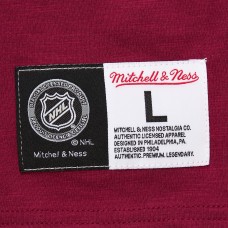 NHL
© NHL
Mitchel & Ness
Mitchell & Ness
L
MITCHELL & NESS NOSTALGIA CO.
AUTHENTIC LICENSED APPAREL
DESIGNED IN PHILADELPHIA, PA.
ESTABLISHED 1904
AUTHENTIC. PREMIUM. LEGENDARY.